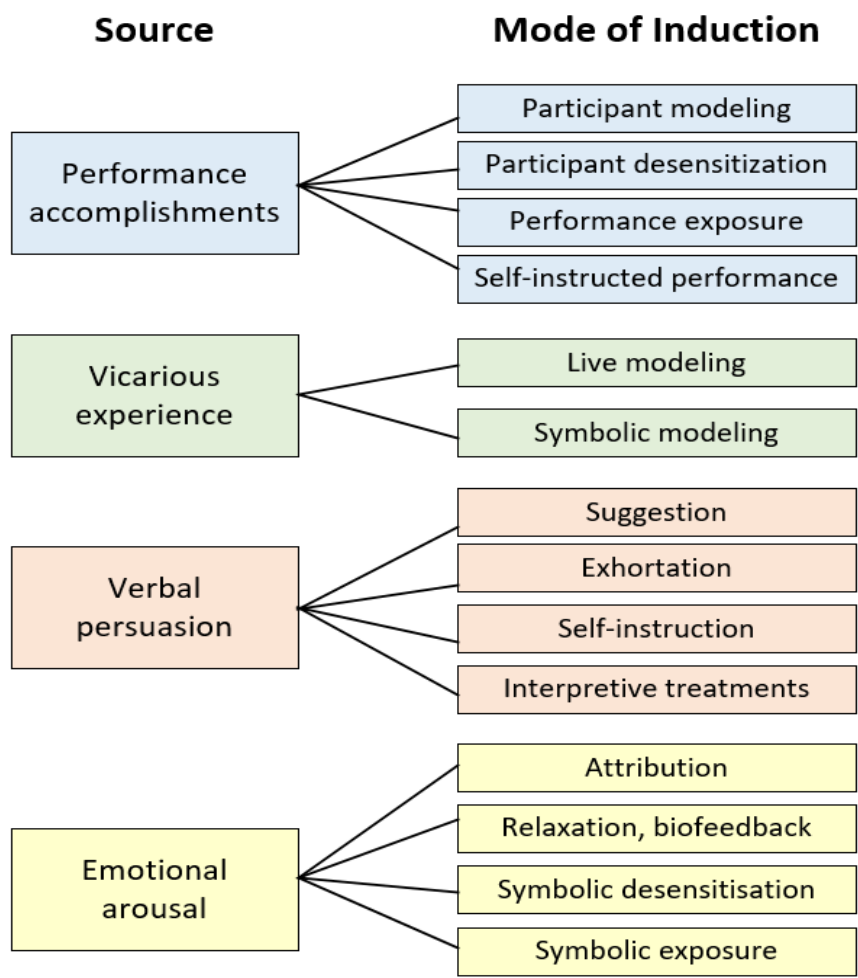 Source
Mode of Induction
Performance
accomplishments
Participant modeling
Participant desensitization
Performance exposure
Self-instructed performance
Vicarious
experience
Live modeling
Symbolic modeling
Verbal
persuasion
Suggestion
Exhortation
Self-instruction
Interpretive treatments
Emotional
arousal
Attribution
Relaxation, biofeedback
Symbolic desensitisation
Symbolic exposure